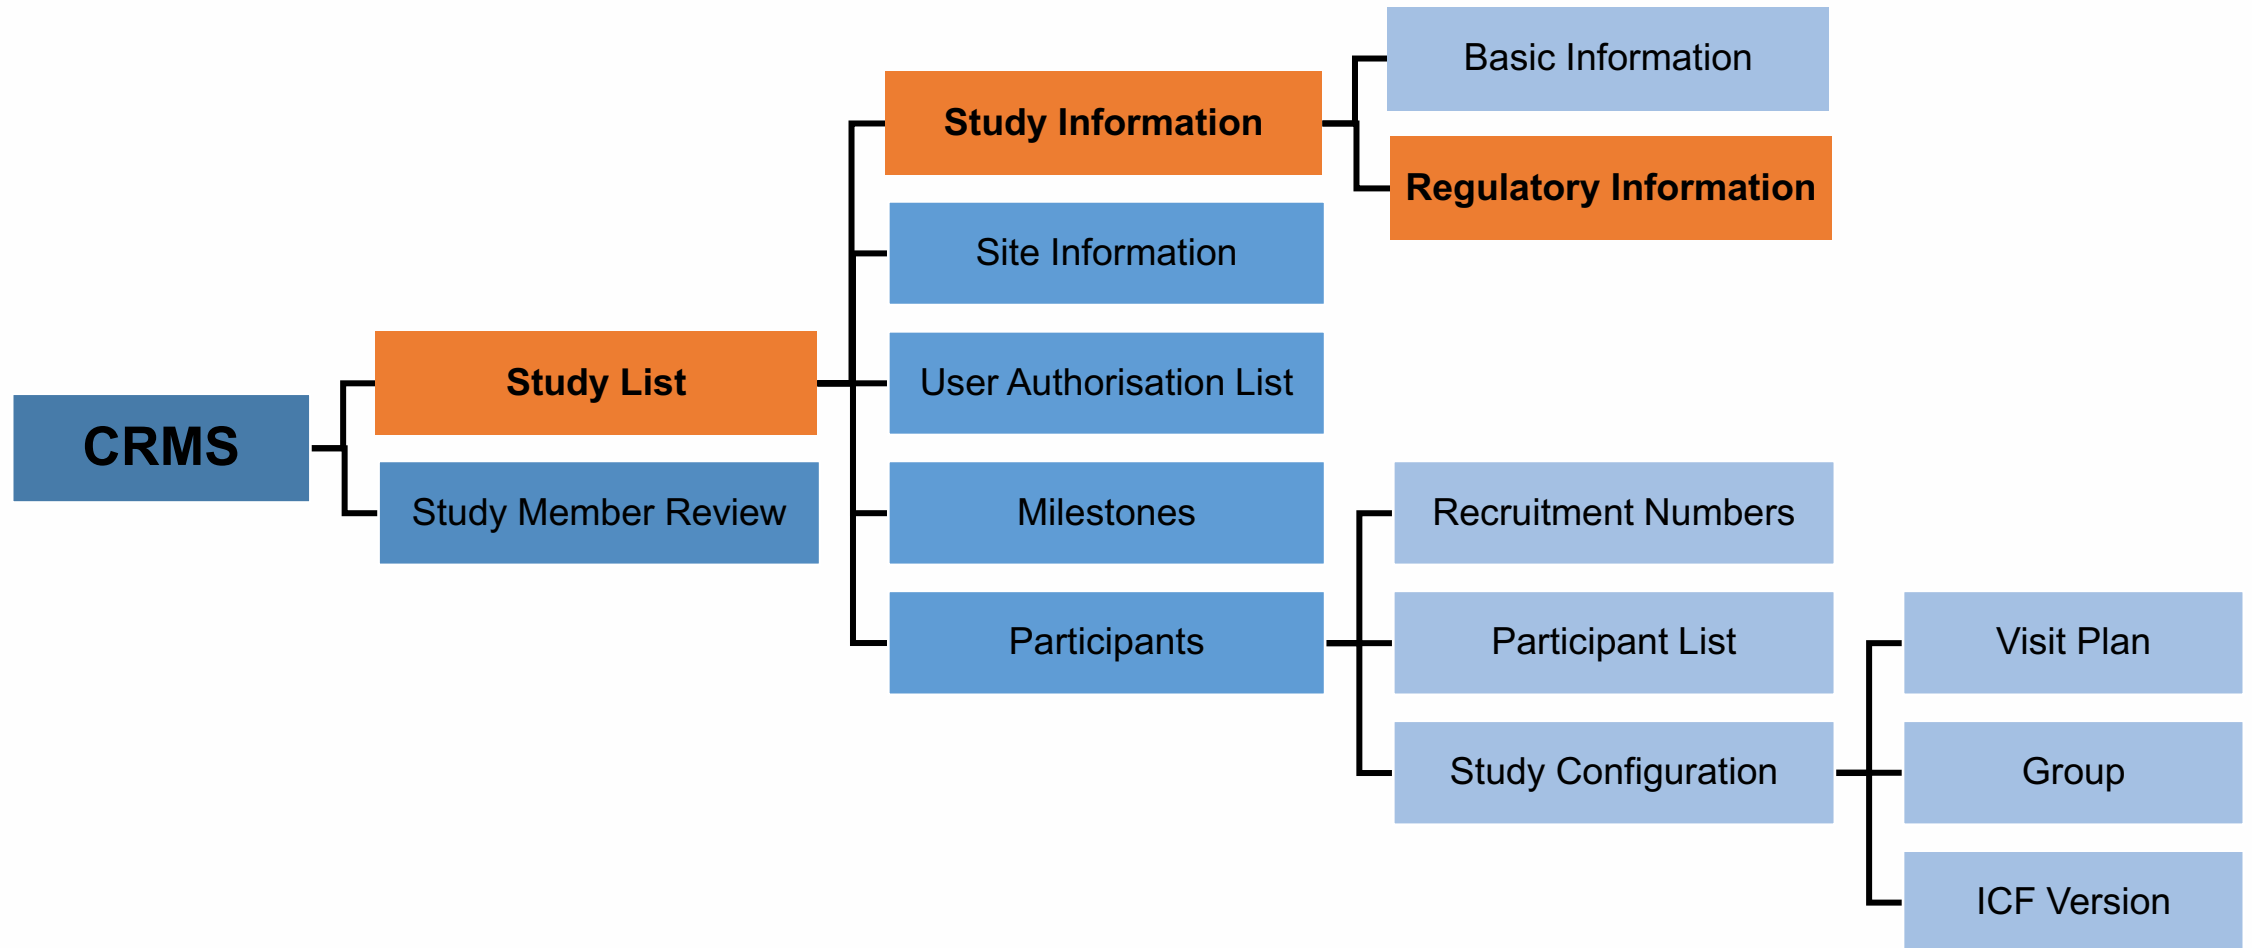 CRMS
Study List
Study Member Review
Study Information
Site Information
User Authorisation List
Milestones
Participants
Basic Information
Regulatory Information
Recruitment Numbers
Participant List
Study Configuration
Visit Plan
Group
ICF Version